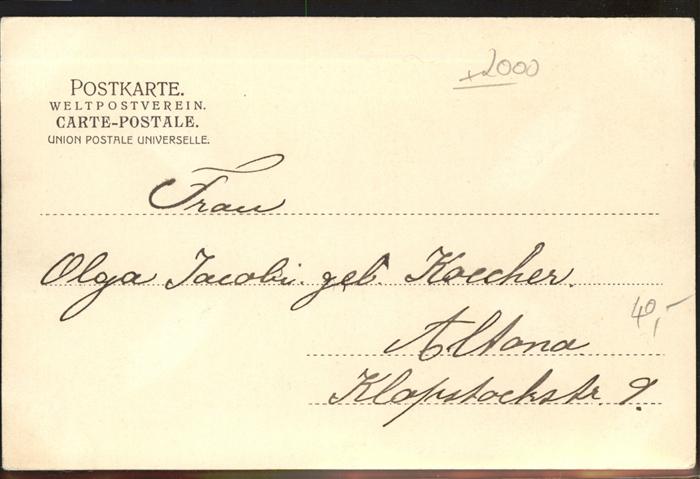 +2000
POSTKARTE.
WELTPOSTVEREIN.
CARTE-POSTALE.
UNION POSTALE UNIVERSELLE.
Frau
Olga Jacobi. geb. Koecher.
40,-
Altona
Klopstockstr. 9.